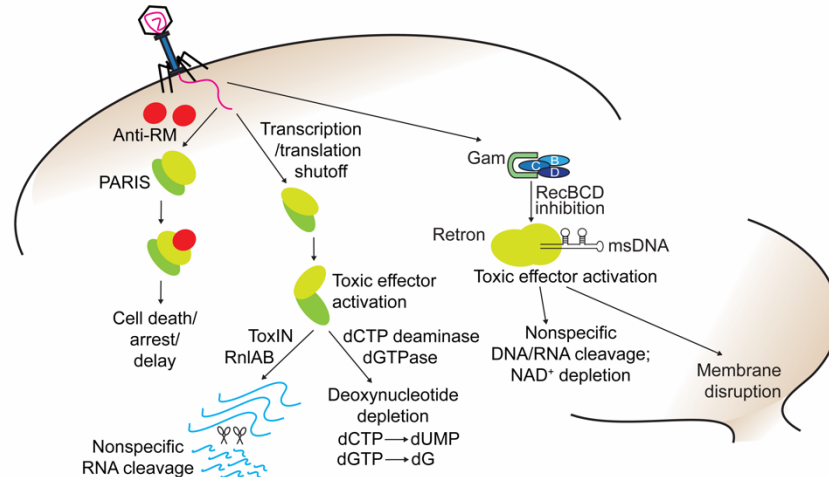 Anti-RM
PARIS
Cell death/
arrest/
delay
Transcription
/translation
shutoff
Toxic effector
activation
ToxIN
RnlAB
dCTP deaminase
dGTPase
Nonspecific
RNA cleavage
Deoxynucleotide
depletion
dCTP→dUMP
dGTP→dG
Gam
C
B
D
RecBCD
inhibition
Retron
msDNA
Toxic effector activation
Nonspecific
DNA/RNA cleavage;
NAD⁺ depletion
Membrane
disruption